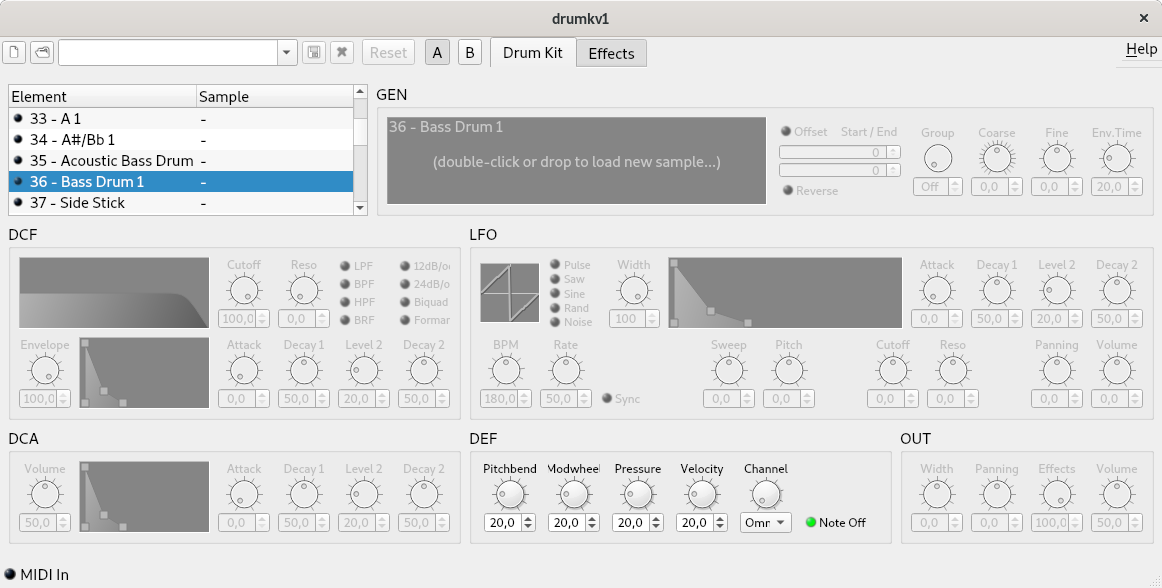 drumkv1
Reset A B Drum Kit Effects Help
Element Sample
33 - A 1 -
34 - A#/Bb 1 -
35 - Acoustic Bass Drum -
36 - Bass Drum 1 -
37 - Side Stick -
GEN
36 - Bass Drum 1
(double-click or drop to load new sample...)
Offset Start / End
0
0
Reverse
Group Coarse Fine Env.Time
Off 0,0 0,0 20,0
DCF
Cutoff Reso
100,0 0,0
LPF 12dB/o
BPF 24dB/o
HPF Biquad
BRF Formar
Envelope Attack Decay 1 Level 2 Decay 2
100,0 0,0 50,0 20,0 50,0
LFO
Pulse
Saw
Sine
Rand
Noise
Width
100
Attack Decay 1 Level 2 Decay 2
0,0 50,0 20,0 50,0
BPM Rate Sweep Pitch Cutoff Reso Panning Volume
180,0 50,0 Sync 0,0 0,0 0,0 0,0 0,0 0,0
DCA
Volume Attack Decay 1 Level 2 Decay 2
50,0 0,0 50,0 20,0 50,0
DEF
Pitchbend Modwheel Pressure Velocity Channel
20,0 20,0 20,0 20,0 Omr Note Off
OUT
Width Panning Effects Volume
0,0 0,0 100,0 50,0
MIDI In